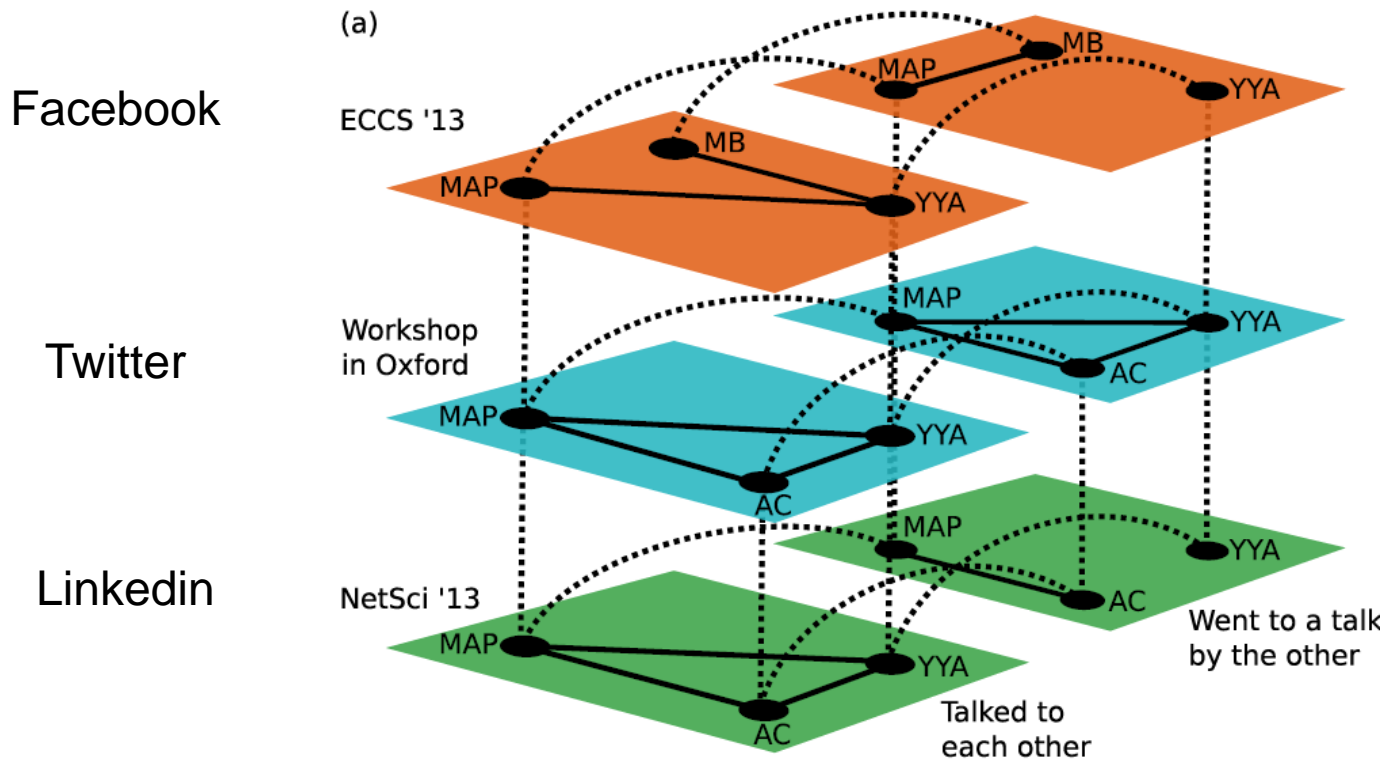 (a)
Facebook
ECCS '13
MAP
MB
YYA
MAP
MB
YYA
Twitter
Workshop
in Oxford
MAP
YYA
AC
MAP
YYA
AC
Linkedin
NetSci '13
MAP
YYA
AC
MAP
YYA
AC
Talked to
each other
Went to a talk
by the other